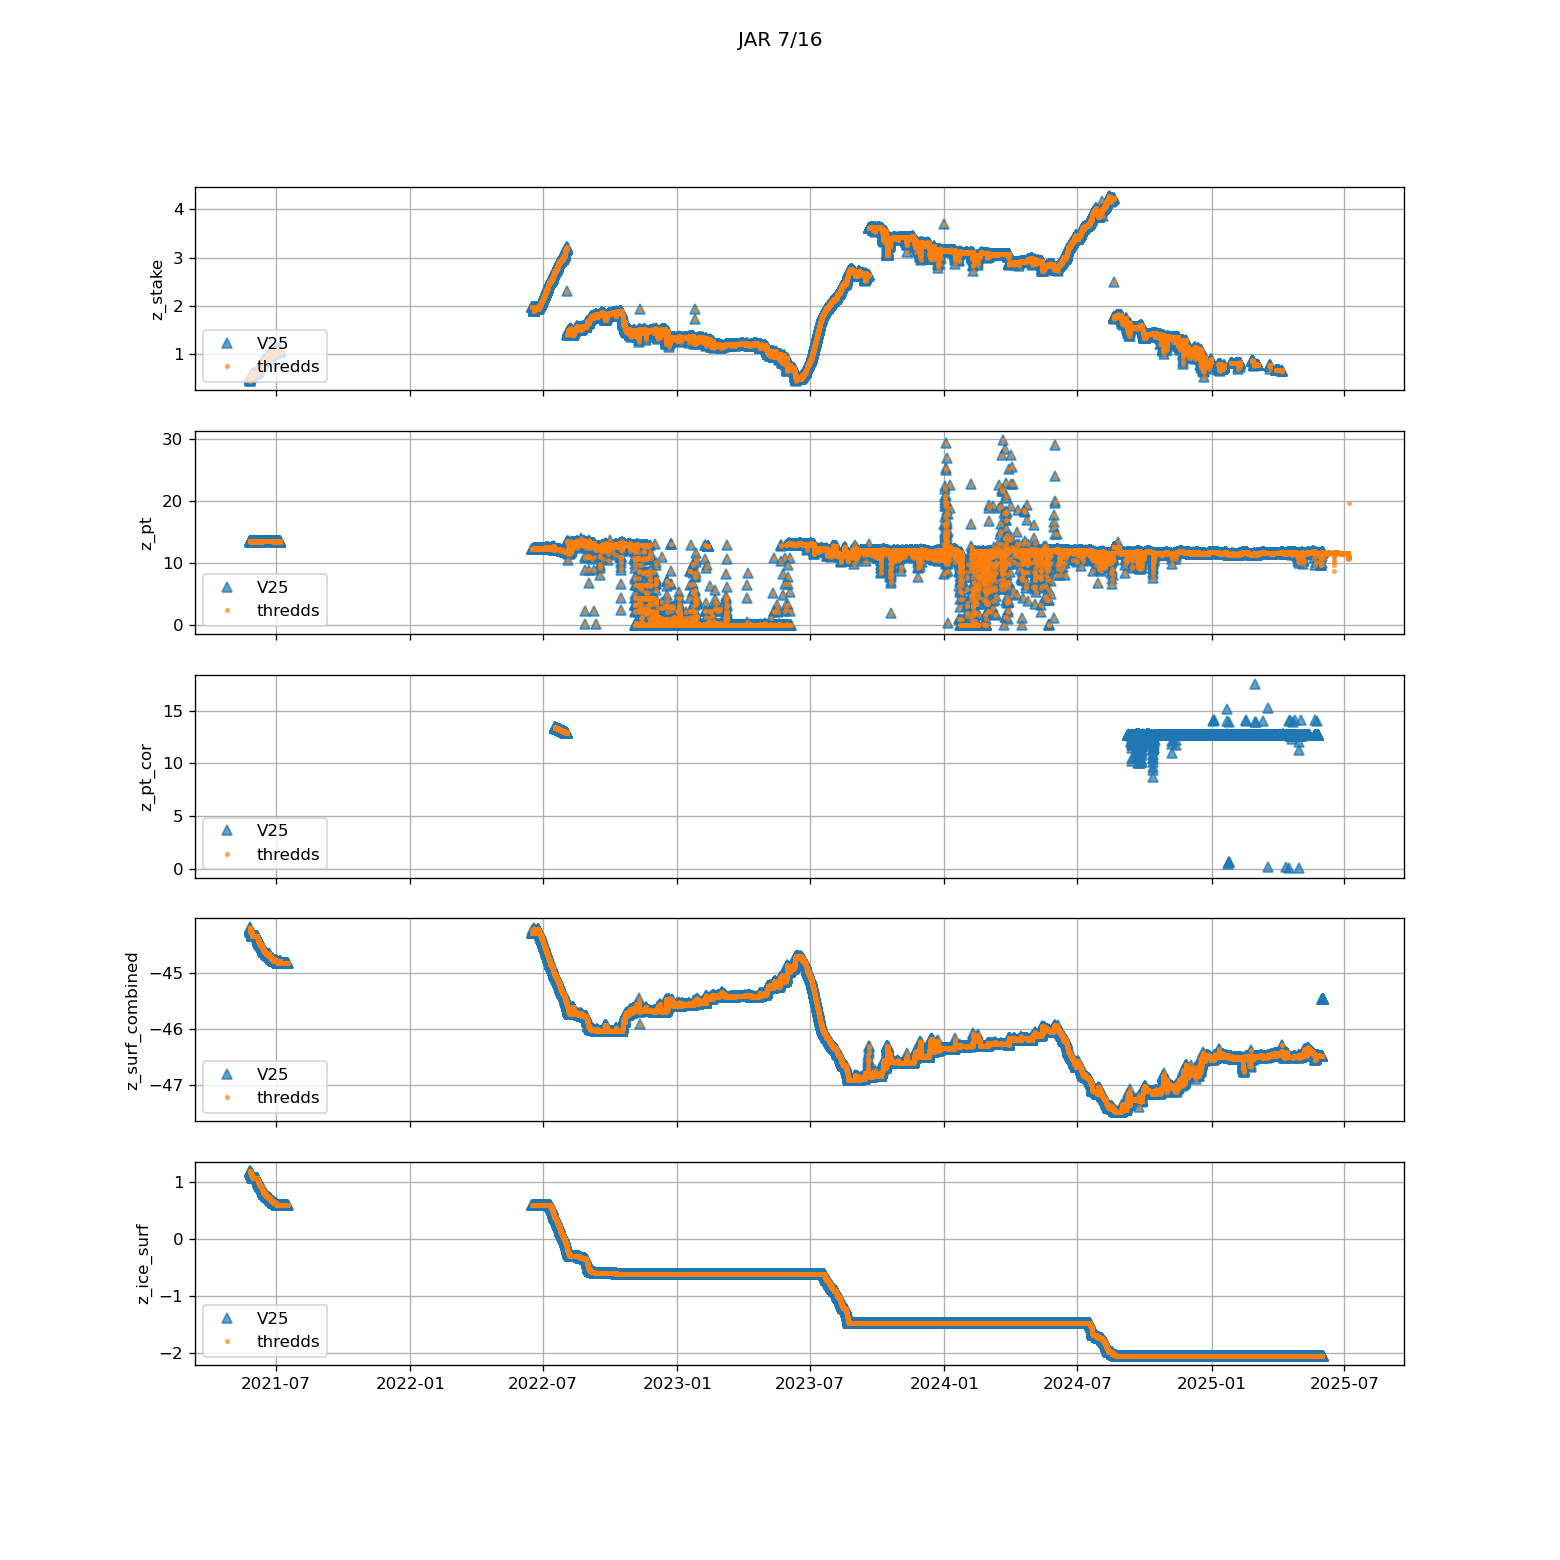 JAR 7/16
4
3
2
1
z_stake
V25
thredds
30
20
10
0
z_pt
V25
thredds
15
10
5
0
z_pt_cor
V25
thredds
−45
−46
−47
z_surf_combined
V25
thredds
1
0
−1
−2
z_ice_surf
V25
thredds
2021-07 2022-01 2022-07 2023-01 2023-07 2024-01 2024-07 2025-01 2025-07